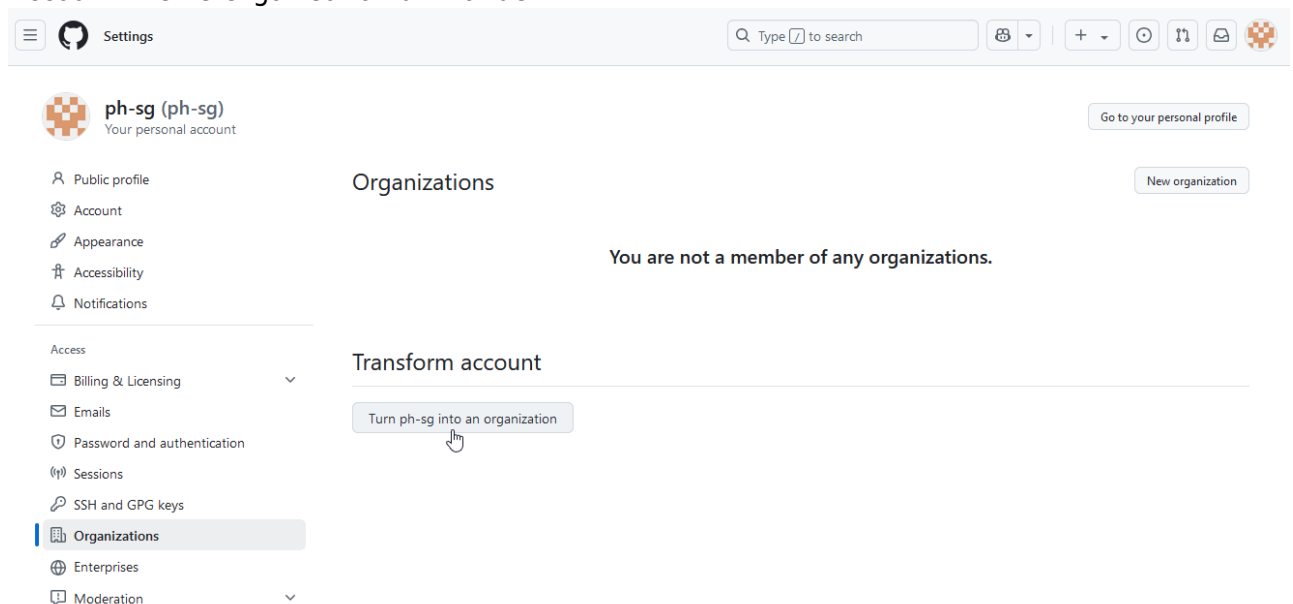 Settings
Type / to search
ph-sg (ph-sg)
Your personal account
Go to your personal profile
Public profile
Account
Appearance
Accessibility
Notifications
Access
Billing & Licensing
Emails
Password and authentication
Sessions
SSH and GPG keys
Organizations
Enterprises
Moderation
Organizations
New organization
You are not a member of any organizations.
Transform account
Turn ph-sg into an organization